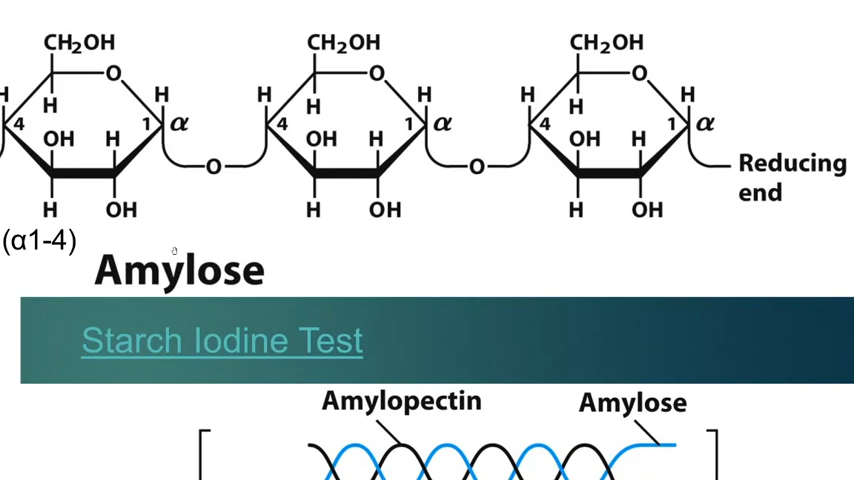 CH₂OH CH₂OH CH₂OH
O O O
H H H H H H
H H H
4 1 α 4 1 α 4 1 α
OH H OH H OH H
O O Reducing
end
H OH H OH H OH
(α1-4)
Amylose
Starch Iodine Test
Amylopectin Amylose